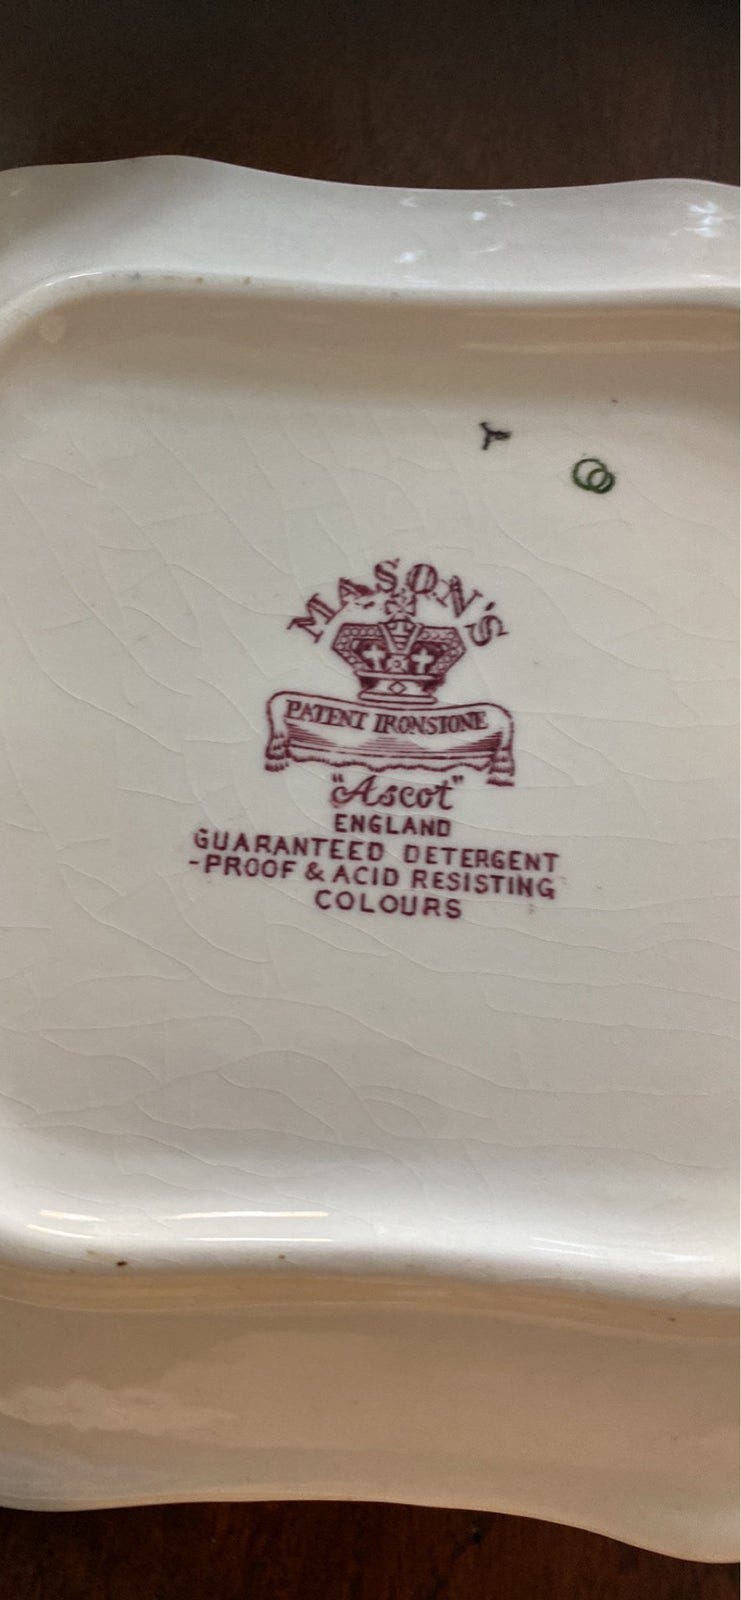 MASON'S
PATENT IRONSTONE
"Ascot"
ENGLAND
GUARANTEED DETERGENT
-PROOF & ACID RESISTING
COLOURS